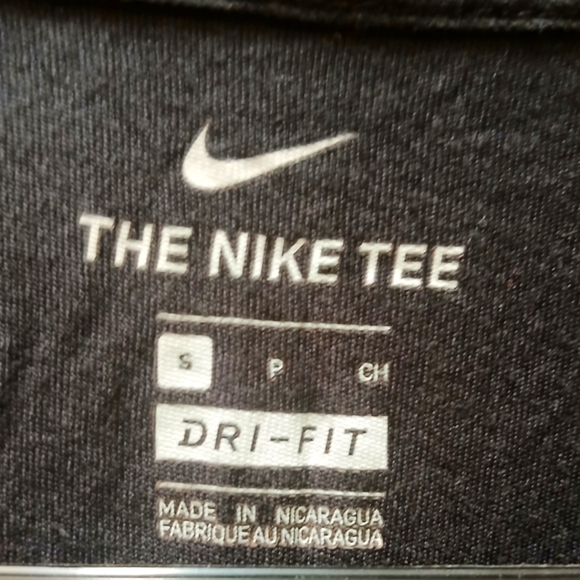 THE NIKE TEE
S P CH
DRI-FIT
MADE IN NICARAGUA
FABRIQUE AU NICARAGUA